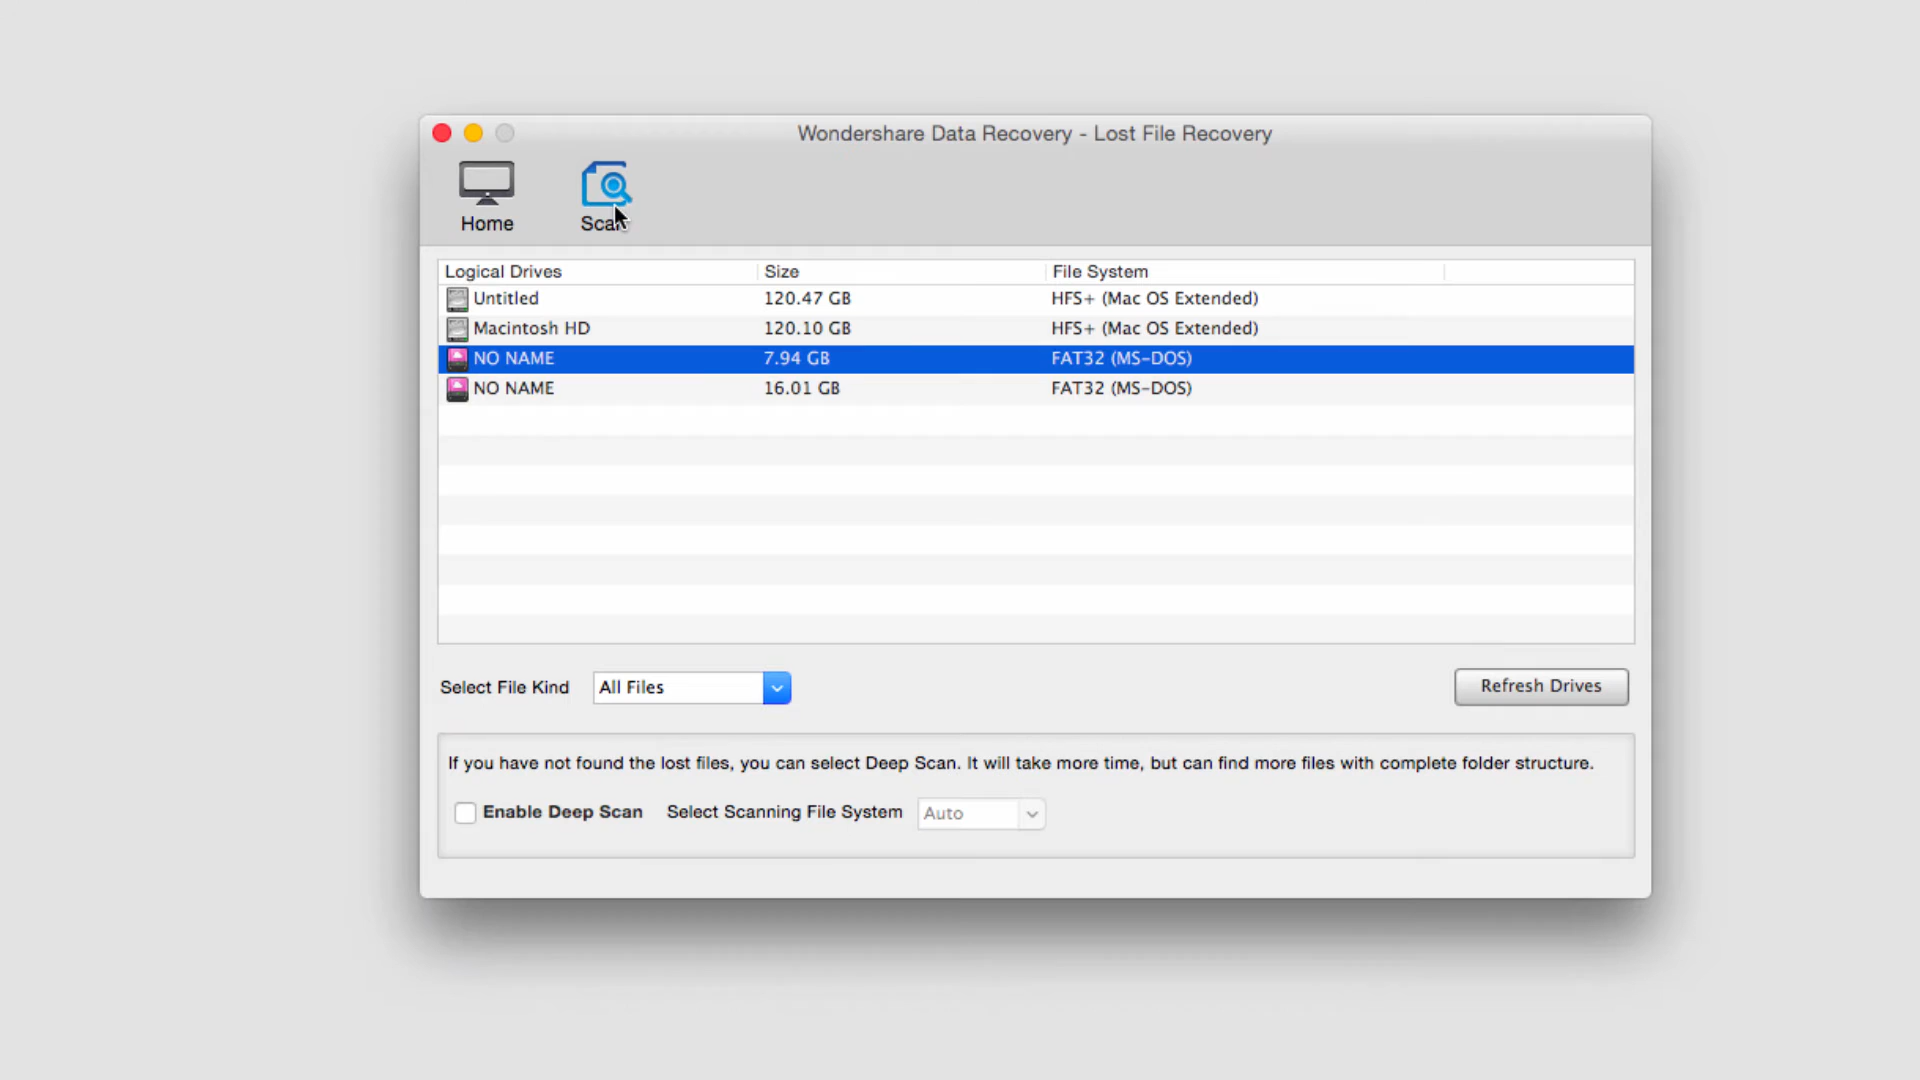 Wondershare Data Recovery - Lost File Recovery
Home Scan
Logical Drives Size File System
Untitled 120.47 GB HFS+ (Mac OS Extended)
Macintosh HD 120.10 GB HFS+ (Mac OS Extended)
NO NAME 7.94 GB FAT32 (MS-DOS)
NO NAME 16.01 GB FAT32 (MS-DOS)
Select File Kind All Files Refresh Drives
If you have not found the lost files, you can select Deep Scan. It will take more time, but can find more files with complete folder structure.
Enable Deep Scan Select Scanning File System Auto